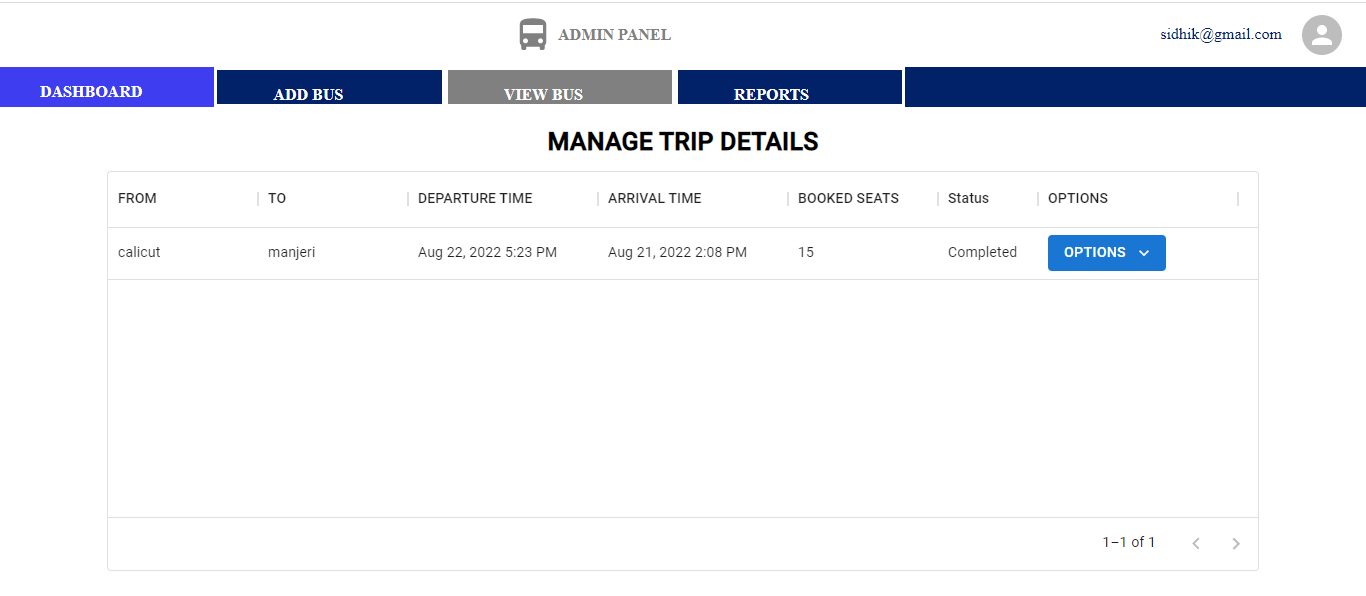 ADMIN PANEL
sidhik@gmail.com
DASHBOARD ADD BUS VIEW BUS REPORTS
MANAGE TRIP DETAILS
FROM TO DEPARTURE TIME ARRIVAL TIME BOOKED SEATS Status OPTIONS
calicut manjeri Aug 22, 2022 5:23 PM Aug 21, 2022 2:08 PM 15 Completed OPTIONS
1–1 of 1